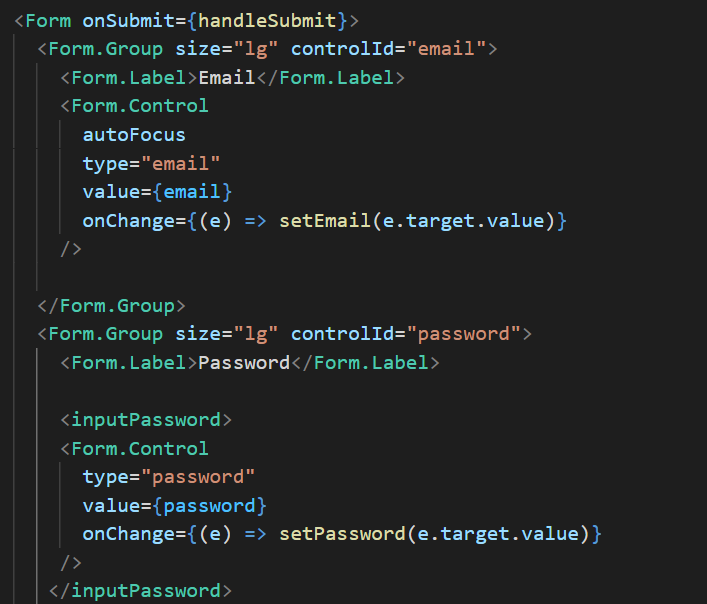 <Form onSubmit={handleSubmit}>
<Form.Group size="lg" controlId="email">
<Form.Label>Email</Form.Label>
<Form.Control
autoFocus
type="email"
value={email}
onChange={(e) => setEmail(e.target.value)}
/>
</Form.Group>
<Form.Group size="lg" controlId="password">
<Form.Label>Password</Form.Label>
<inputPassword>
<Form.Control
type="password"
value={password}
onChange={(e) => setPassword(e.target.value)}
/>
</inputPassword>